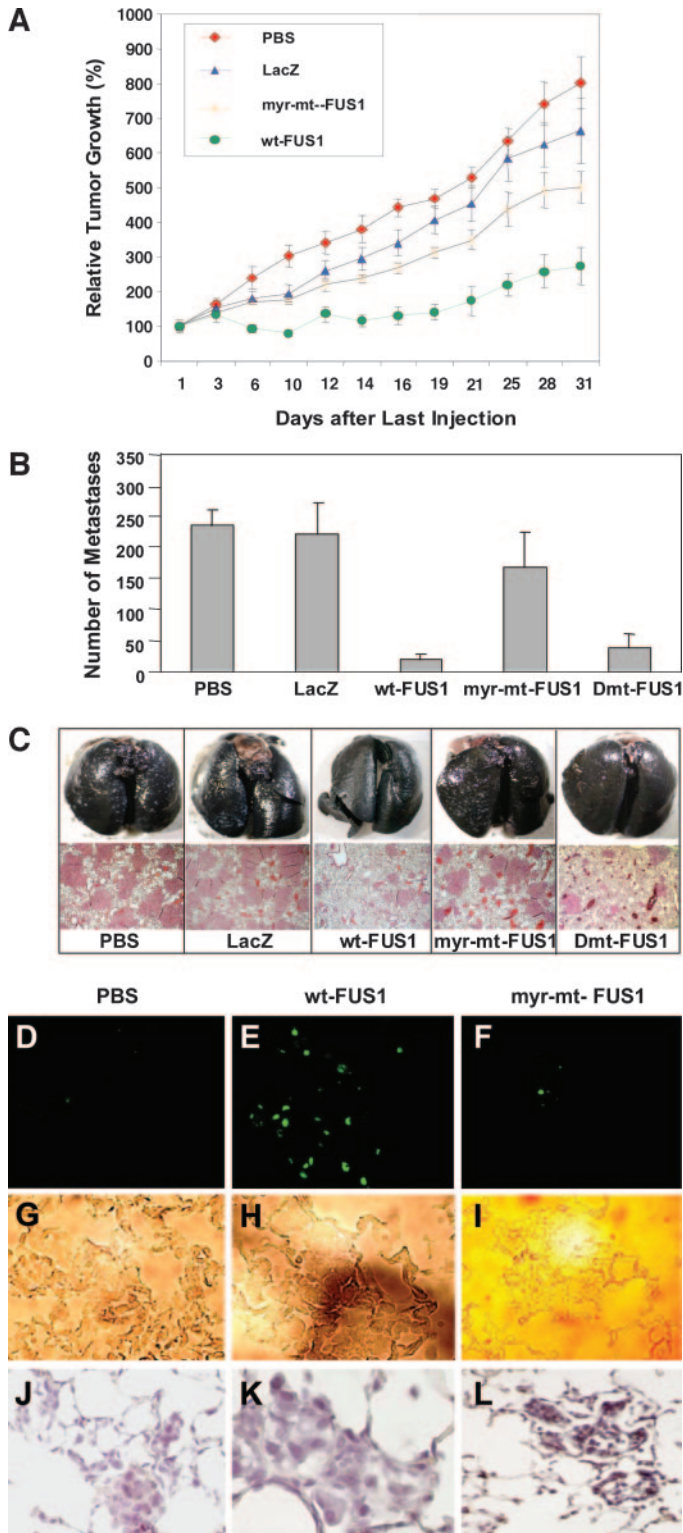 A
Relative Tumor Growth (%)
1000
900
800
700
600
500
400
300
200
100
0
PBS
LacZ
myr-mt--FUS1
wt-FUS1
1 3 6 10 12 14 16 19 21 25 28 31
Days after Last Injection
B
Number of Metastases
350
300
250
200
150
100
50
0
PBS LacZ wt-FUS1 myr-mt-FUS1 Dmt-FUS1
C
PBS LacZ wt-FUS1 myr-mt-FUS1 Dmt-FUS1
PBS wt-FUS1 myr-mt- FUS1
D E F
G H I
J K L